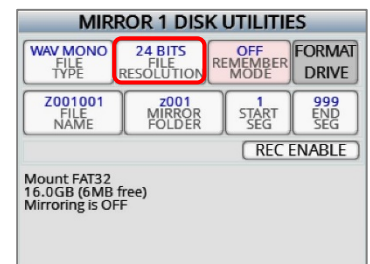 MIRROR 1 DISK UTILITIES
WAV MONO 24 BITS OFF FORMAT
FILE FILE REMEMBER DRIVE
TYPE RESOLUTION MODE
Z001001 z001 1 999
FILE MIRROR START END
NAME FOLDER SEG SEG
REC ENABLE
Mount FAT32
16.0GB (6MB free)
Mirroring is OFF